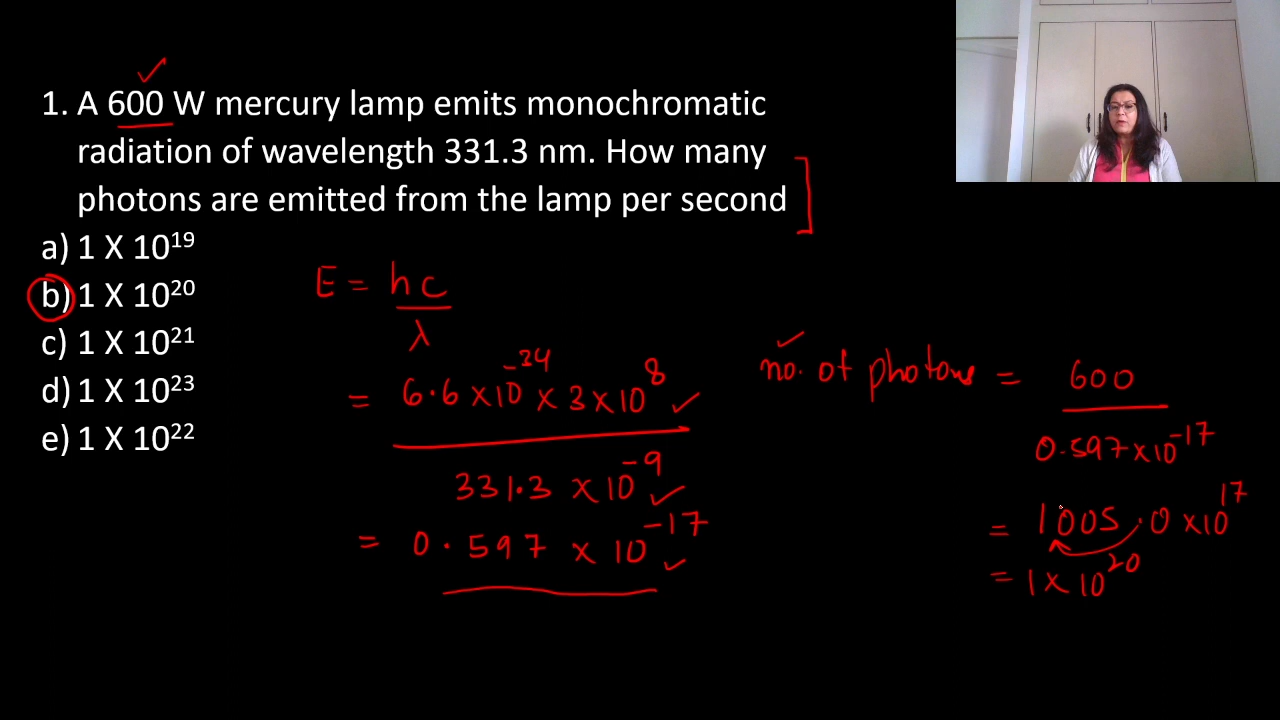 1. A 600 W mercury lamp emits monochromatic
radiation of wavelength 331.3 nm. How many
photons are emitted from the lamp per second
a) 1 X 10¹⁹
b) 1 X 10²⁰
c) 1 X 10²¹
d) 1 X 10²³
e) 1 X 10²²
E = hc
λ
= 6.6 x 10⁻³⁴ x 3 x 10⁸
331.3 x 10⁻⁹
= 0.597 x 10⁻¹⁷
no. of photons = 600
0.597 x 10⁻¹⁷
= 1005.0 x 10¹⁷
= 1 x 10²⁰